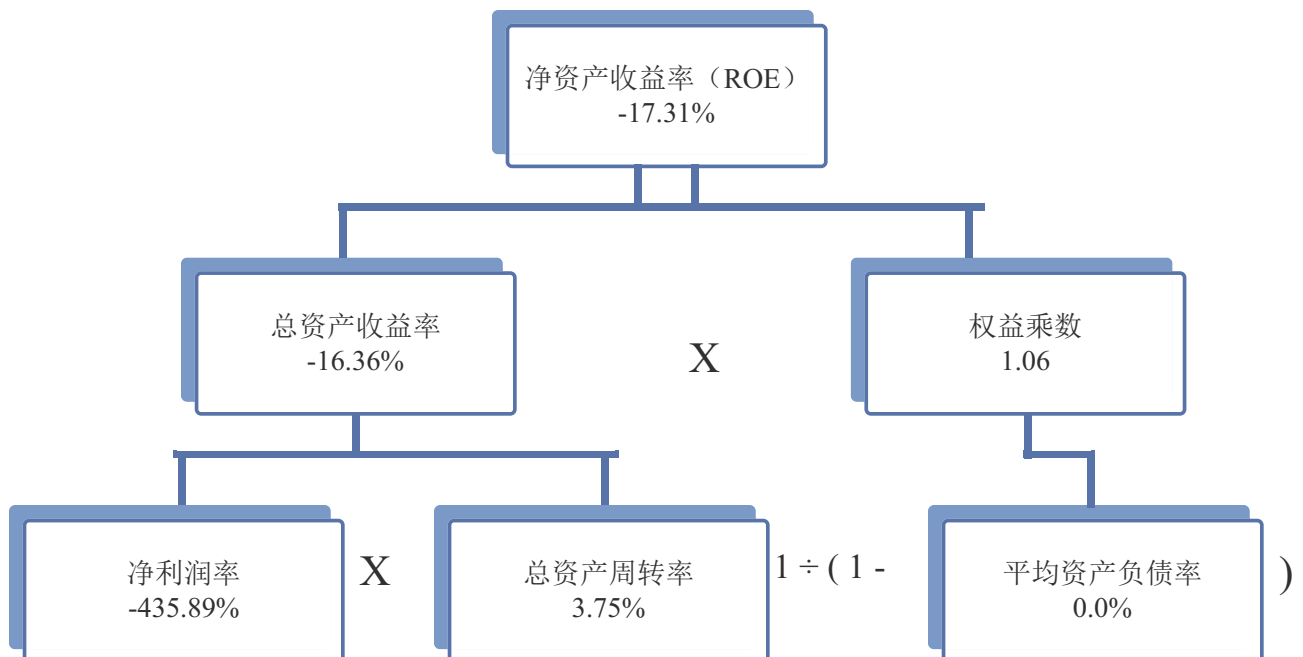 净资产收益率（ROE）
-17.31%
总资产收益率
-16.36%
X
权益乘数
1.06
净利润率
-435.89%
X
总资产周转率
3.75%
1 ÷ ( 1 -
平均资产负债率
0.0%
)